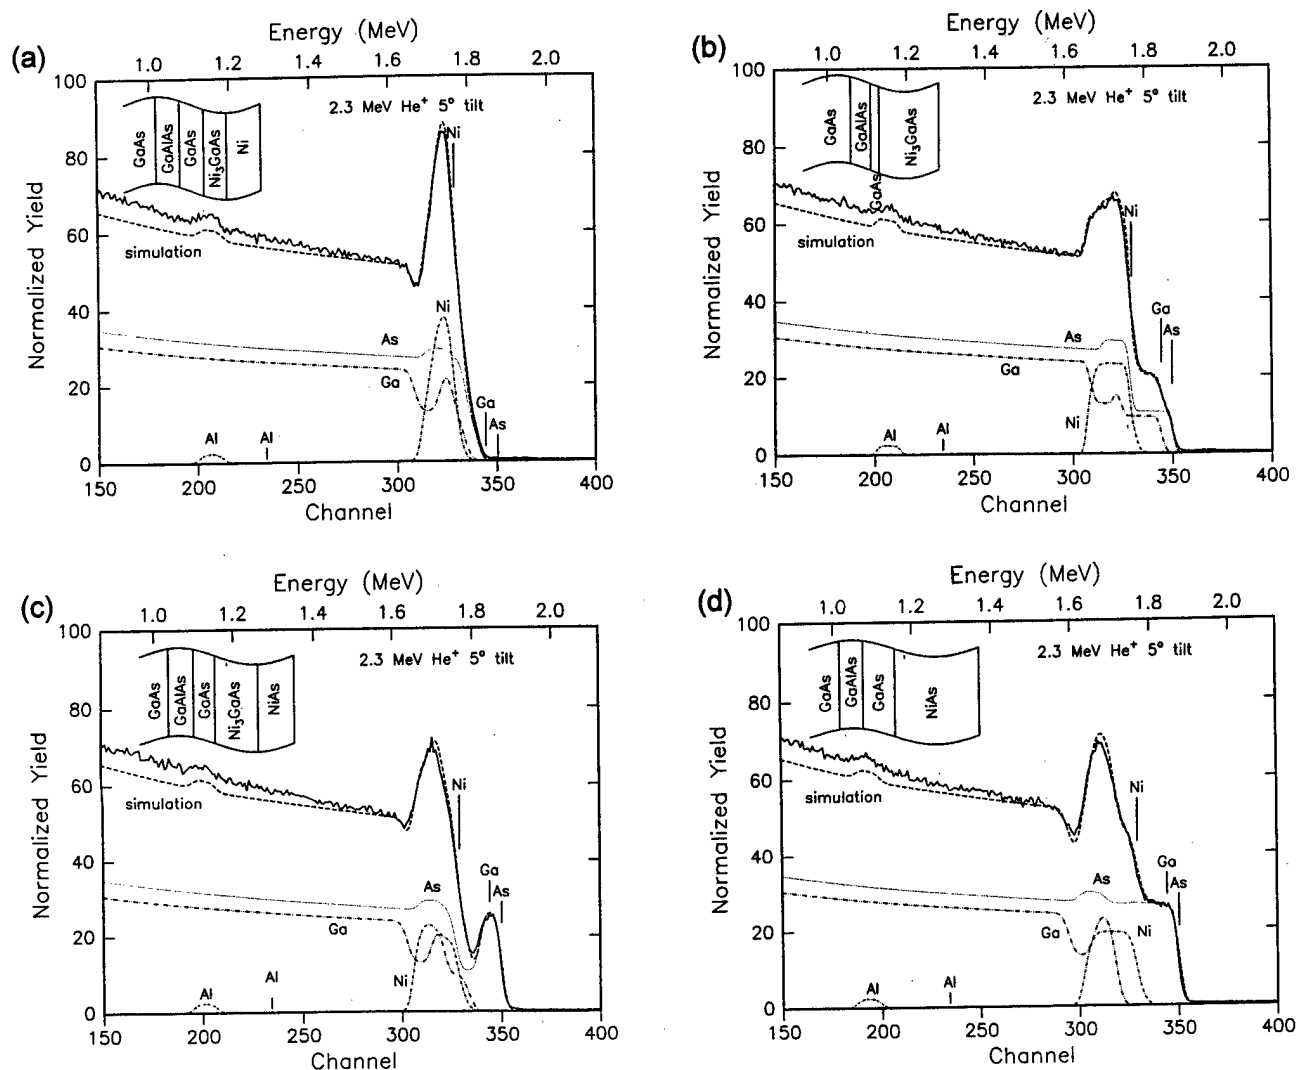 (a)
Energy (MeV)
1.0 1.2 1.4 1.6 1.8 2.0
100
80
60
40
20
0
Normalized Yield
2.3 MeV He⁺ 5° tilt
GaAs
GaAlAs
GaAs
Ni₃GaAs
Ni
Ni
simulation
Ni
As
Ga
Ga
As
Al
Al
150 200 250 300 350 400
Channel
(b)
Energy (MeV)
1.0 1.2 1.4 1.6 1.8 2.0
100
80
60
40
20
0
Normalized Yield
2.3 MeV He⁺ 5° tilt
GaAs
GaAlAs
GaAs
Ni₃GaAs
Ni
simulation
Ga
As
As
Ga
Ni
Al
Al
150 200 250 300 350 400
Channel
(c)
Energy (MeV)
1.0 1.2 1.4 1.6 1.8 2.0
100
80
60
40
20
0
Normalized Yield
2.3 MeV He⁺ 5° tilt
GaAs
GaAlAs
GaAs
Ni₃GaAs
NiAs
Ni
simulation
Ga
As
As
Ga
Ni
Al
Al
150 200 250 300 350 400
Channel
(d)
Energy (MeV)
1.0 1.2 1.4 1.6 1.8 2.0
100
80
60
40
20
0
Normalized Yield
2.3 MeV He⁺ 5° tilt
GaAs
GaAlAs
GaAs
NiAs
Ni
simulation
Ga
As
As
Ga
Ni
Al
Al
150 200 250 300 350 400
Channel